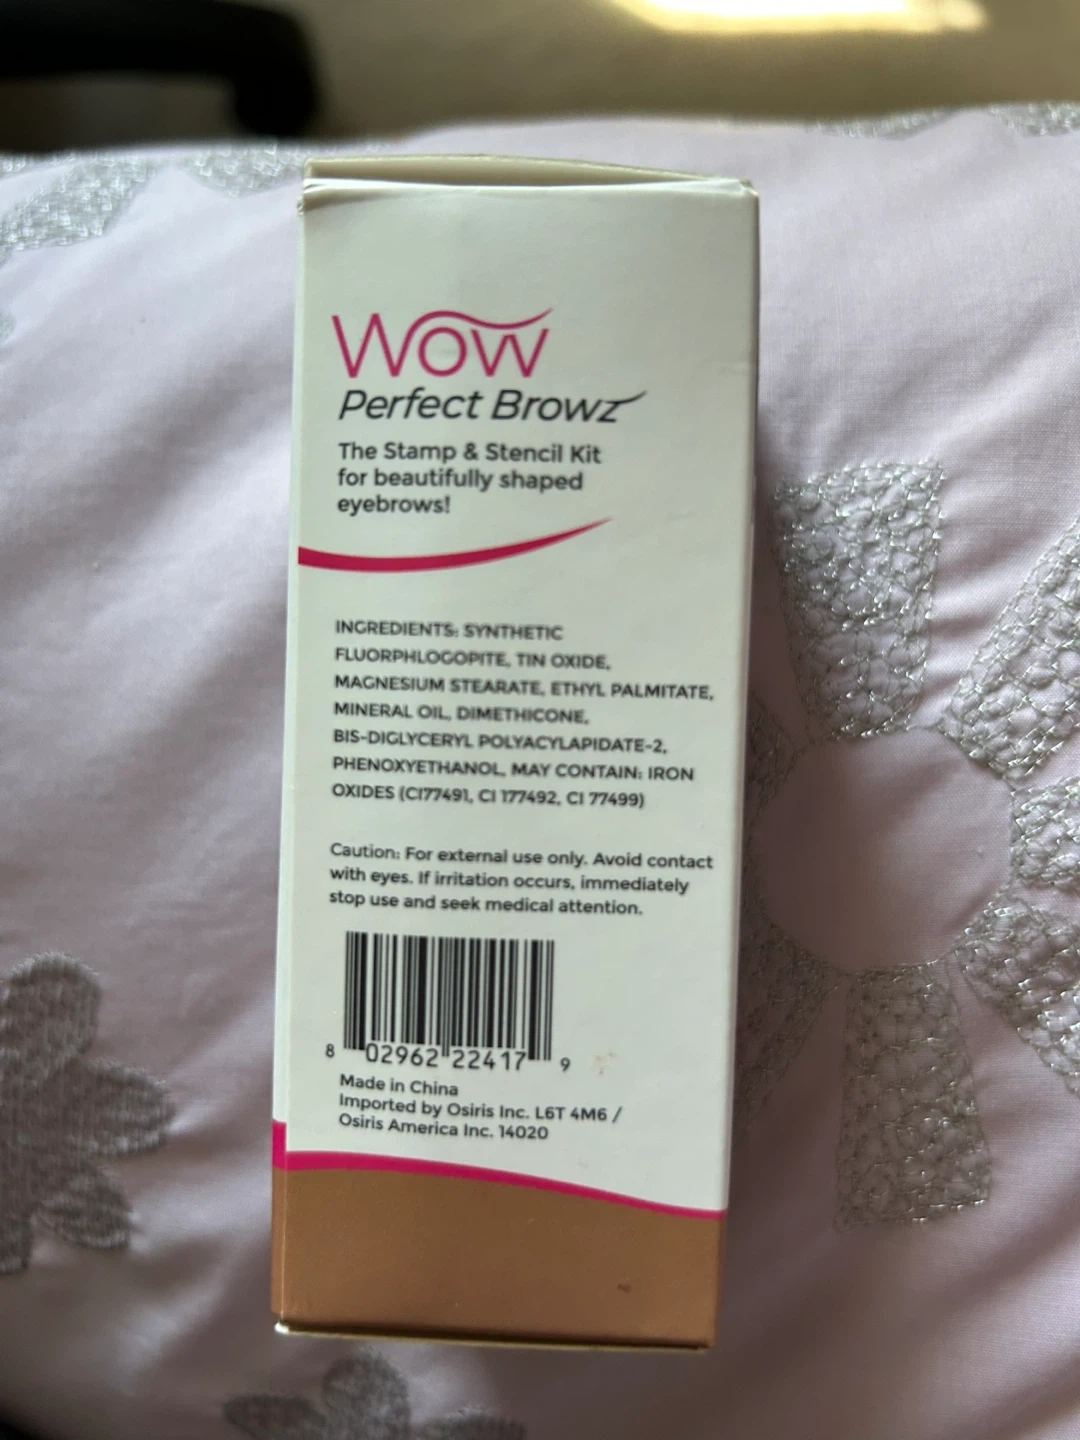 Wow
Perfect Browz
The Stamp & Stencil Kit
for beautifully shaped
eyebrows!
INGREDIENTS: SYNTHETIC
FLUORPHLOGOPITE, TIN OXIDE,
MAGNESIUM STEARATE, ETHYL PALMITATE,
MINERAL OIL, DIMETHICONE,
BIS-DIGLYCERYL POLYACYLAPIDATE-2,
PHENOXYETHANOL, MAY CONTAIN: IRON
OXIDES (CI77491, CI 177492, CI 77499)
Caution: For external use only. Avoid contact
with eyes. If irritation occurs, immediately
stop use and seek medical attention.
8 02962 22417 9
Made in China
Imported by Osiris Inc. L6T 4M6 /
Osiris America Inc. 14020